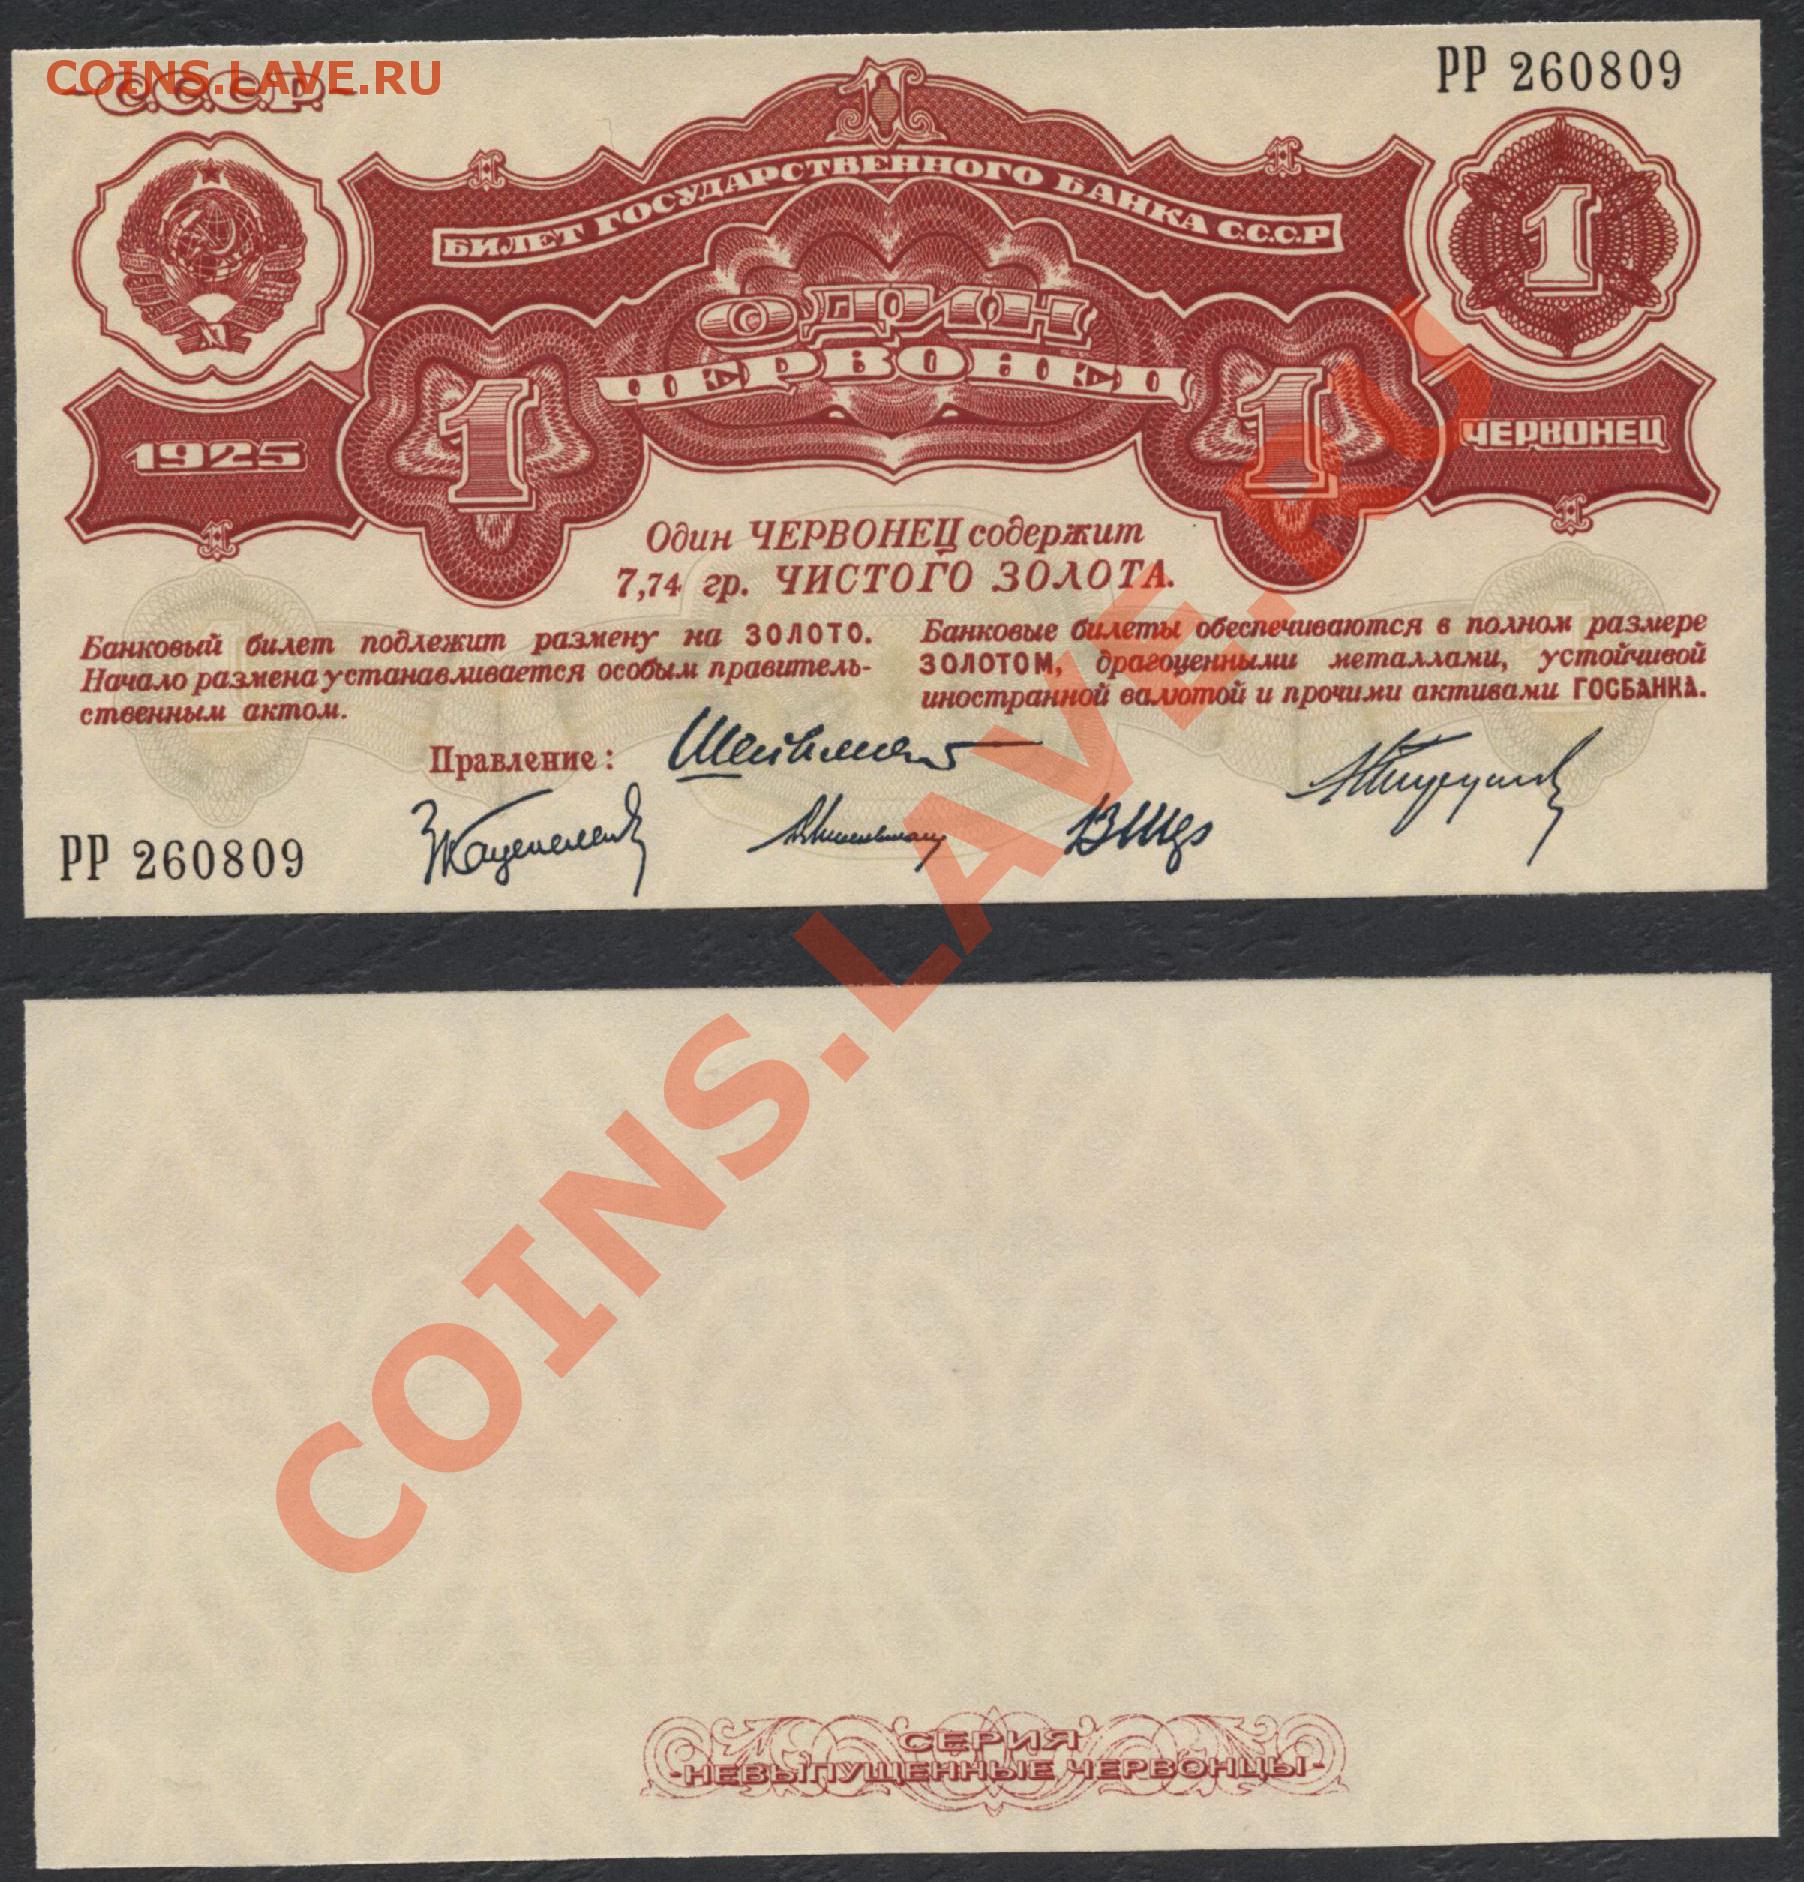 COINS.LAVE.RU
С.С.С.Р.
РР 260809
1
БИЛЕТ ГОСУДАРСТВЕННОГО БАНКА С.С.С.Р
1
ОДИН
ЧЕРВОНЕЦ
1925
1
1
ЧЕРВОНЕЦ
Один ЧЕРВОНЕЦ содержит
7,74 гр. ЧИСТОГО ЗОЛОТА.
Банковый билет подлежит размену на ЗОЛОТО.
Начало размена устанавливается особым правитель-
ственным актом.
Банковые билеты обеспечиваются в полном размере
ЗОЛОТОМ, драгоценными металлами, устойчивой
иностранной валютой и прочими активами ГОСБАНКА.
Правление:
РР 260809
COINS.LAVE.RU
СЕРИЯ
-НЕВЫПУЩЕННЫЕ ЧЕРВОНЦЫ-